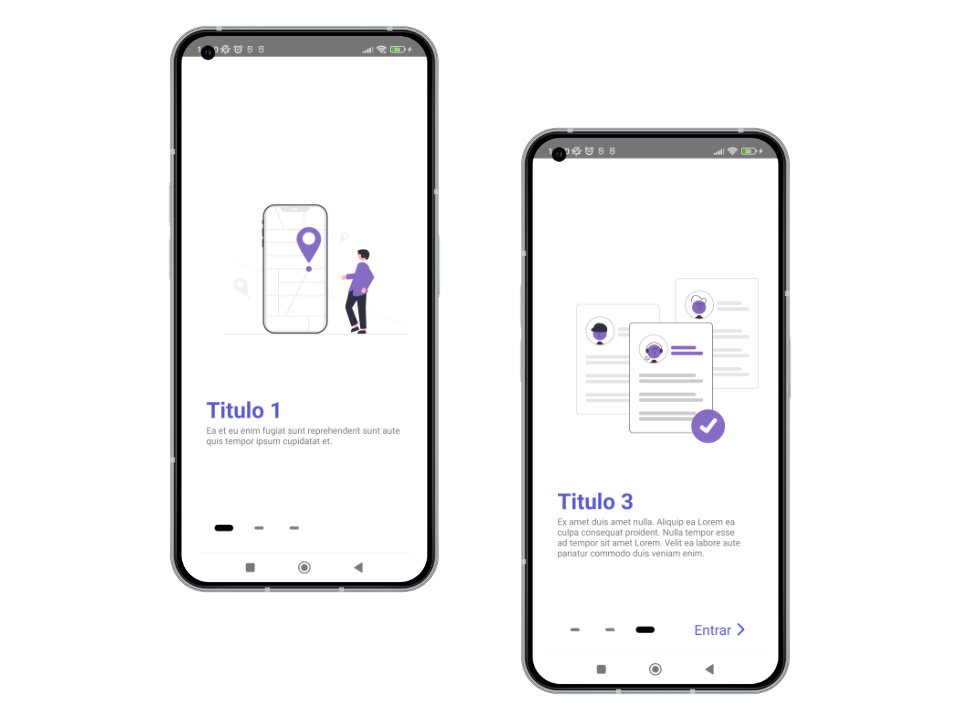 Titulo 1
Ea et eu enim fugiat sunt reprehenderit sunt aute
quis tempor ipsum cupidatat et.
Titulo 3
Ex amet duis amet nulla. Aliquip ea Lorem ea
culpa consequat proident. Nulla tempor esse
ad tempor sit amet Lorem. Velit ea labore aute
pariatur commodo duis veniam enim.
Entrar